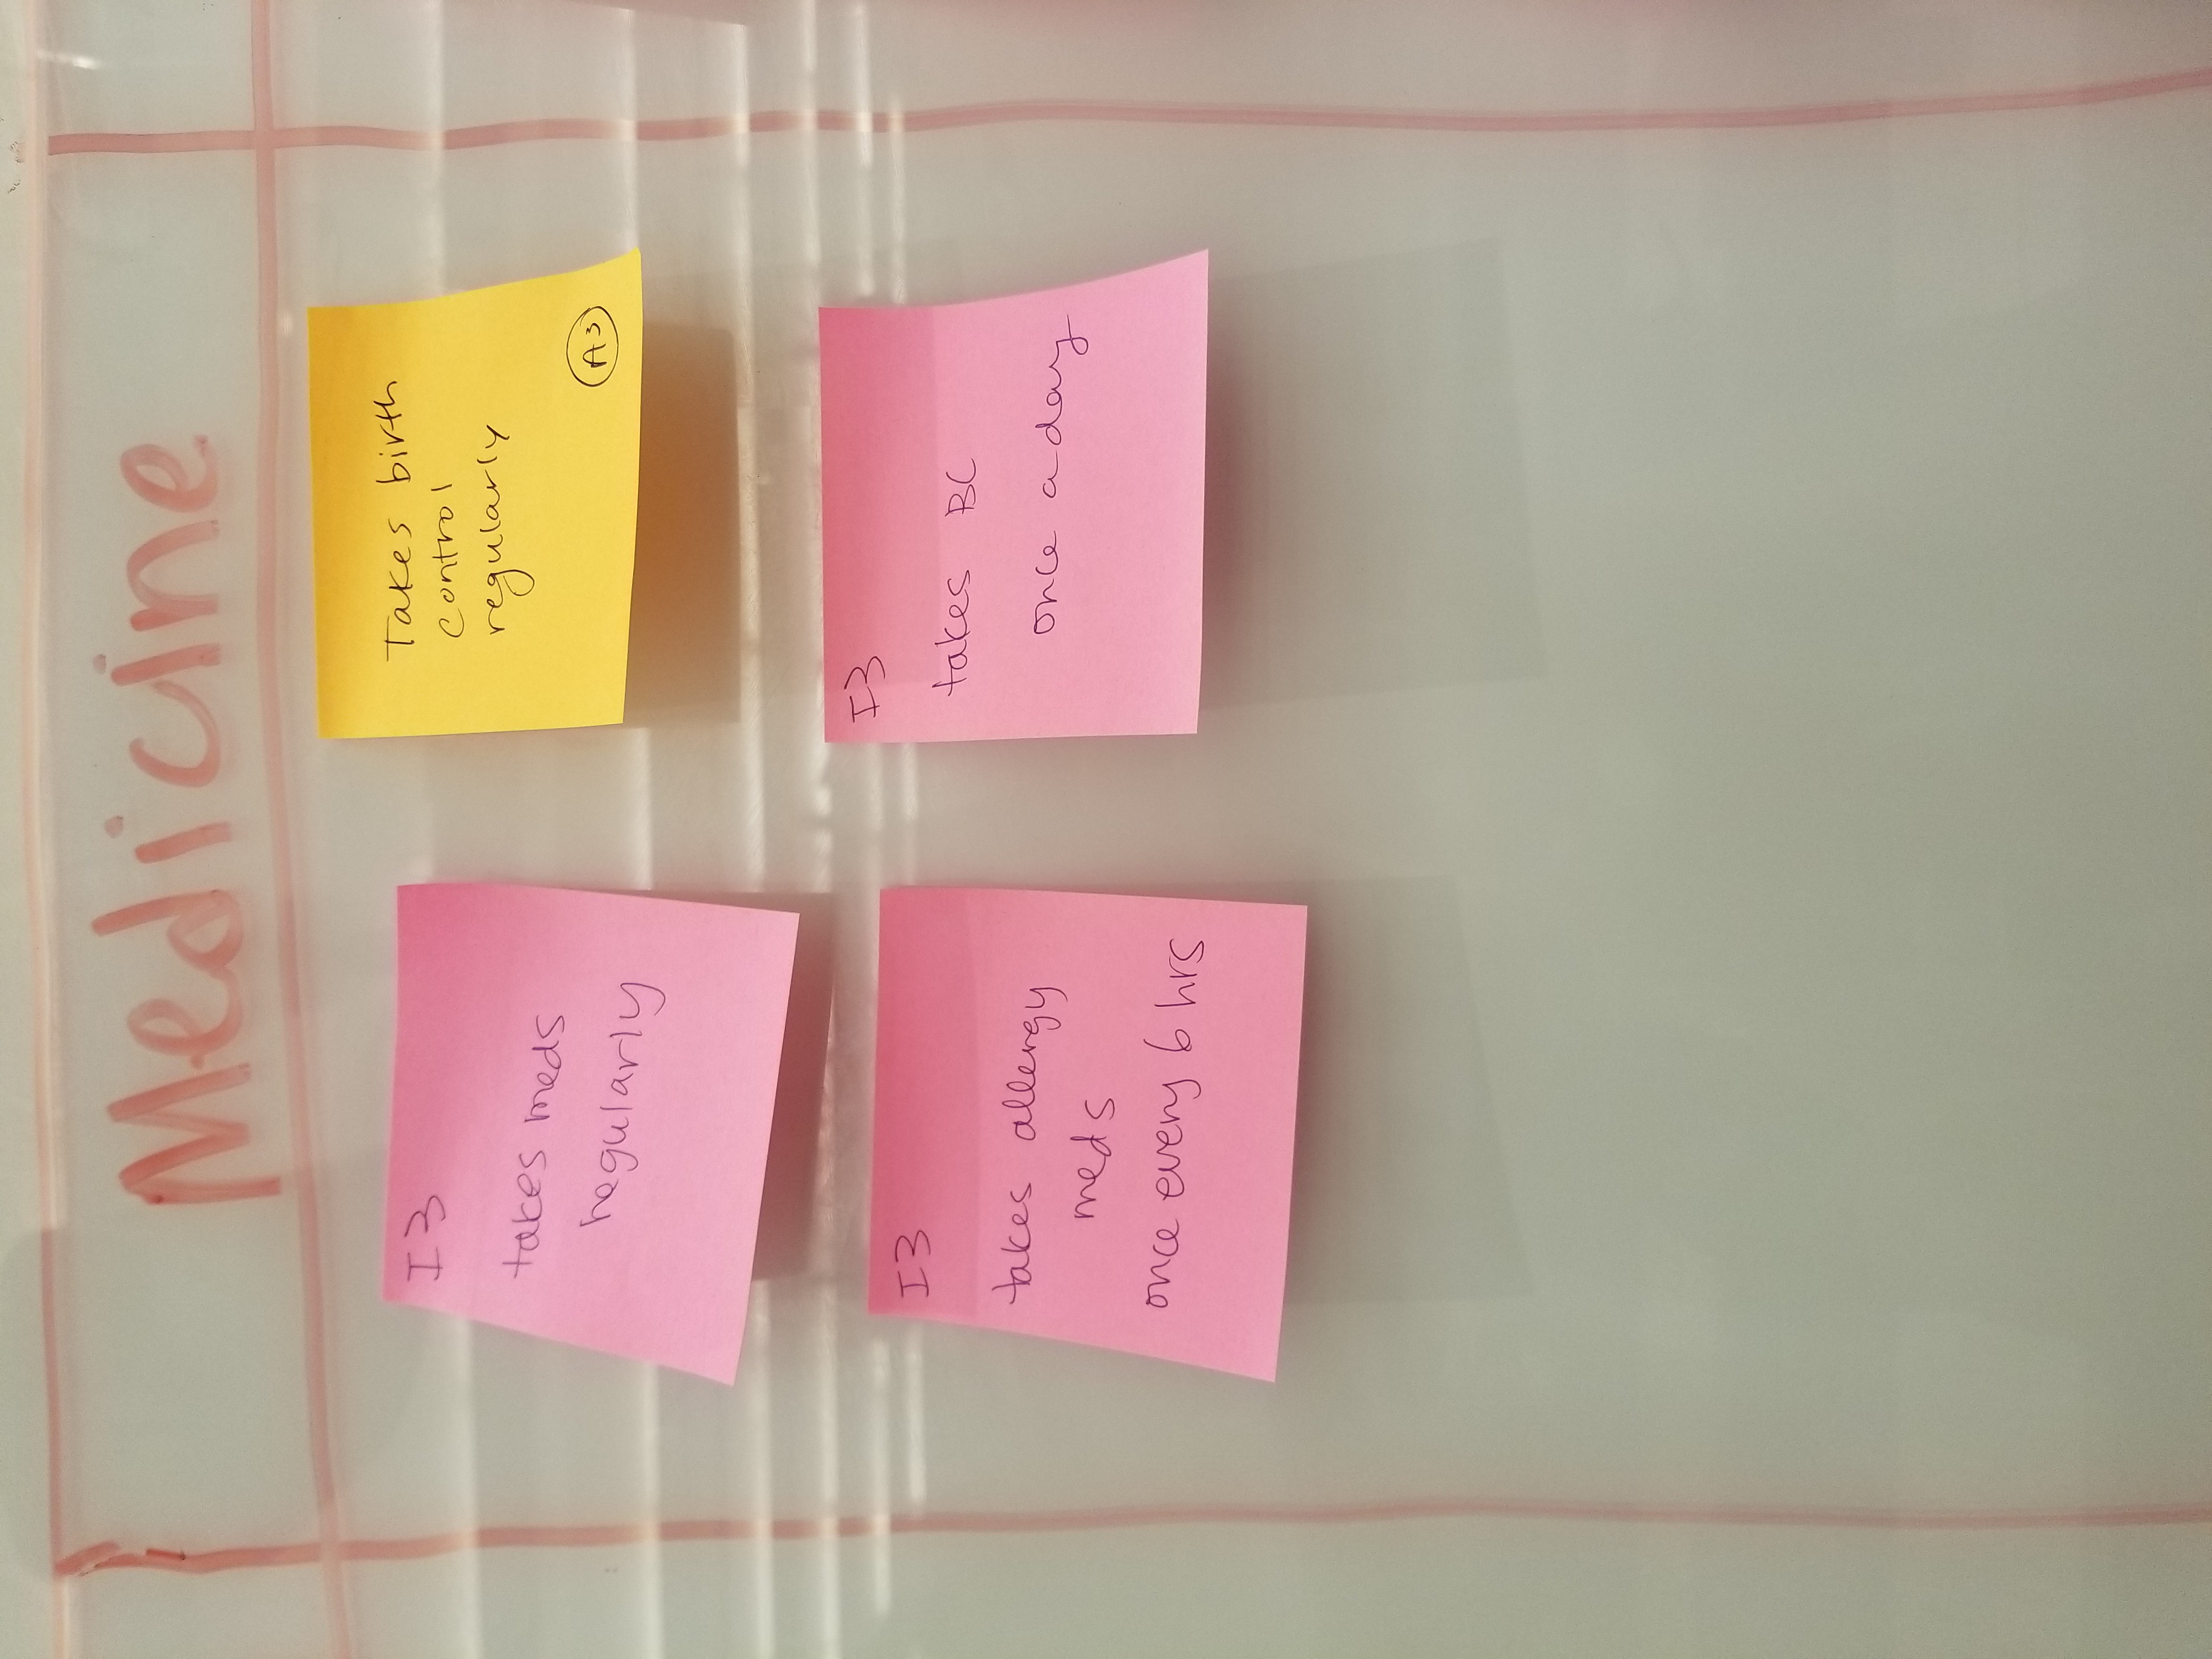 Medicine
I3
takes meds
regularly
Takes birth
control
regularly
A3
I3
takes allergy
meds
once every 6 hrs
I3
takes BC
once a day